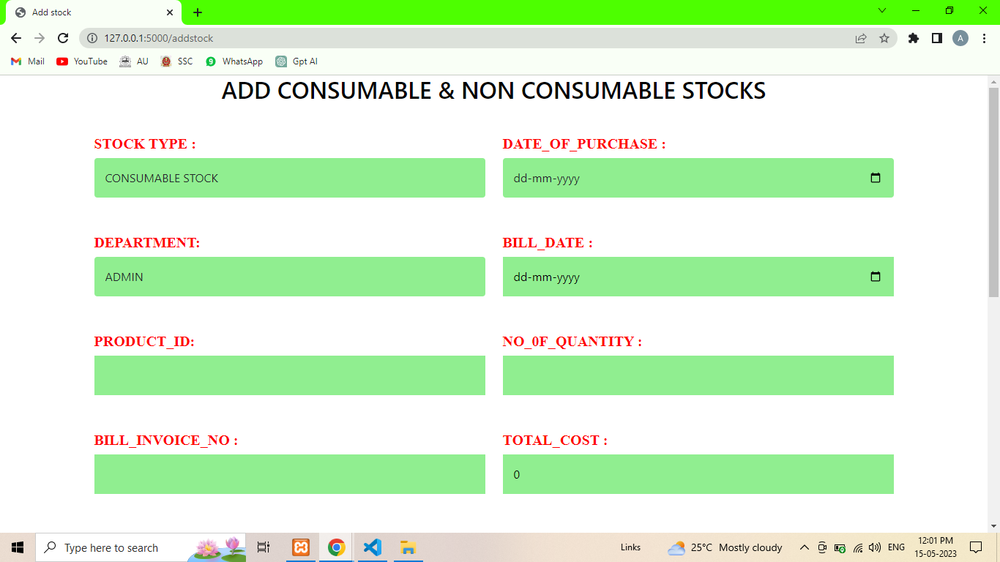 Add stock
127.0.0.1:5000/addstock
A
Mail YouTube AU SSC 9 WhatsApp Gpt AI
ADD CONSUMABLE & NON CONSUMABLE STOCKS
STOCK TYPE : DATE_OF_PURCHASE :
CONSUMABLE STOCK dd-mm-yyyy
DEPARTMENT: BILL_DATE :
ADMIN dd-mm-yyyy
PRODUCT_ID: NO_0F_QUANTITY :
BILL_INVOICE_NO : TOTAL_COST :
0
Type here to search Links 25°C Mostly cloudy ENG 12:01 PM
15-05-2023